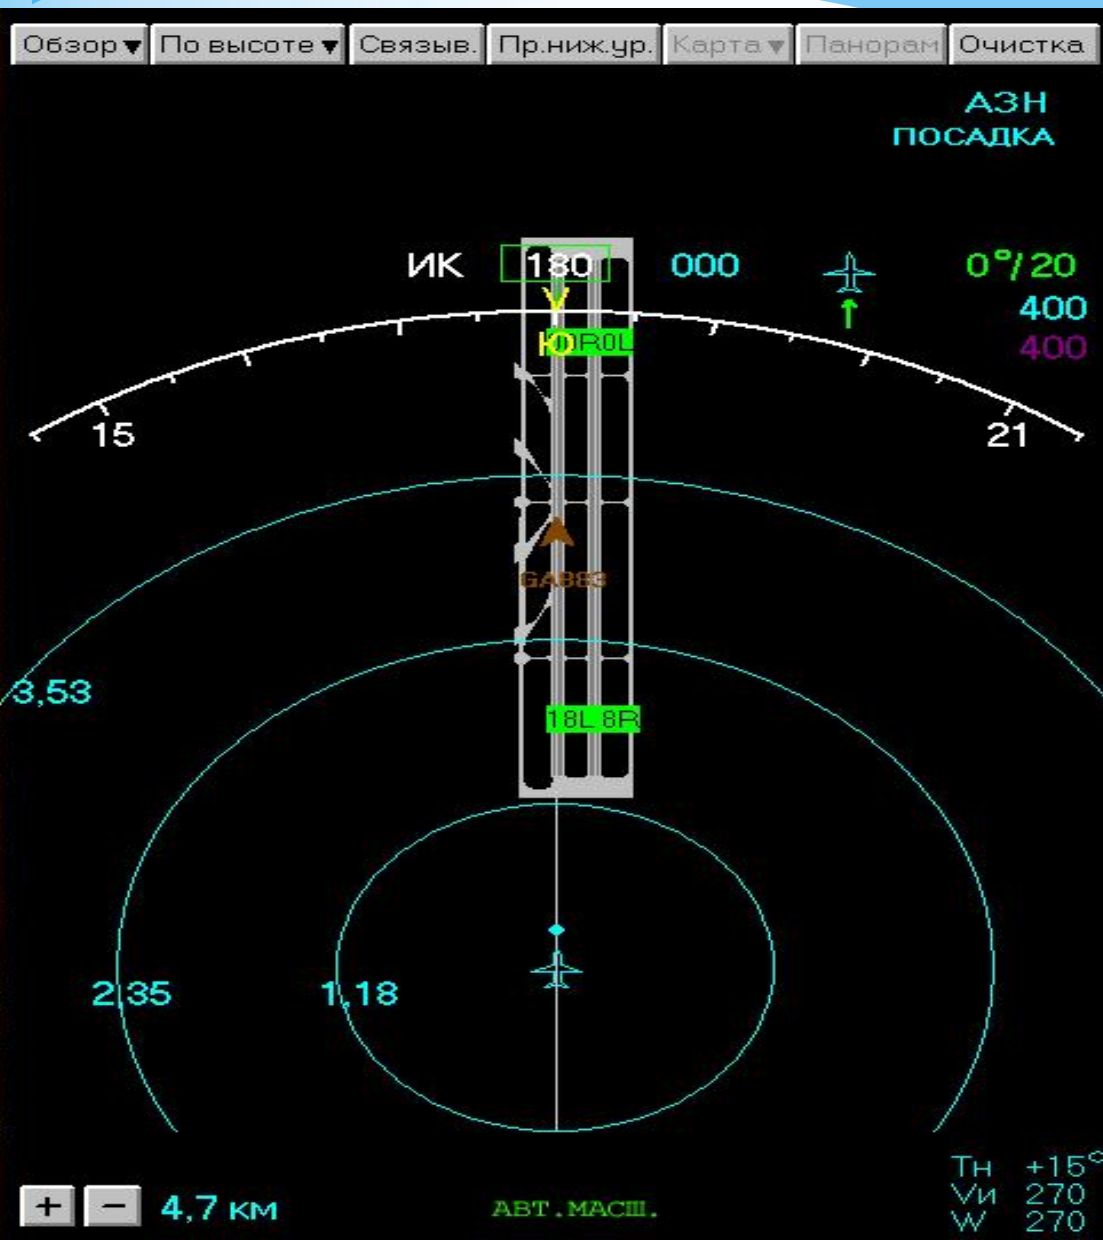 Обзор По высоте Связыв. Пр.ниж.ур. Карта Панорам Очистка
АЗН
ПОСАДКА
ИК 180 000 0°/20
400
400
Ю
0L
15 21
3,53
18L 8R
2,35 1,18
Тн +15°
Vи 270
W 270
+ - 4,7 км АВТ.МАСШ.